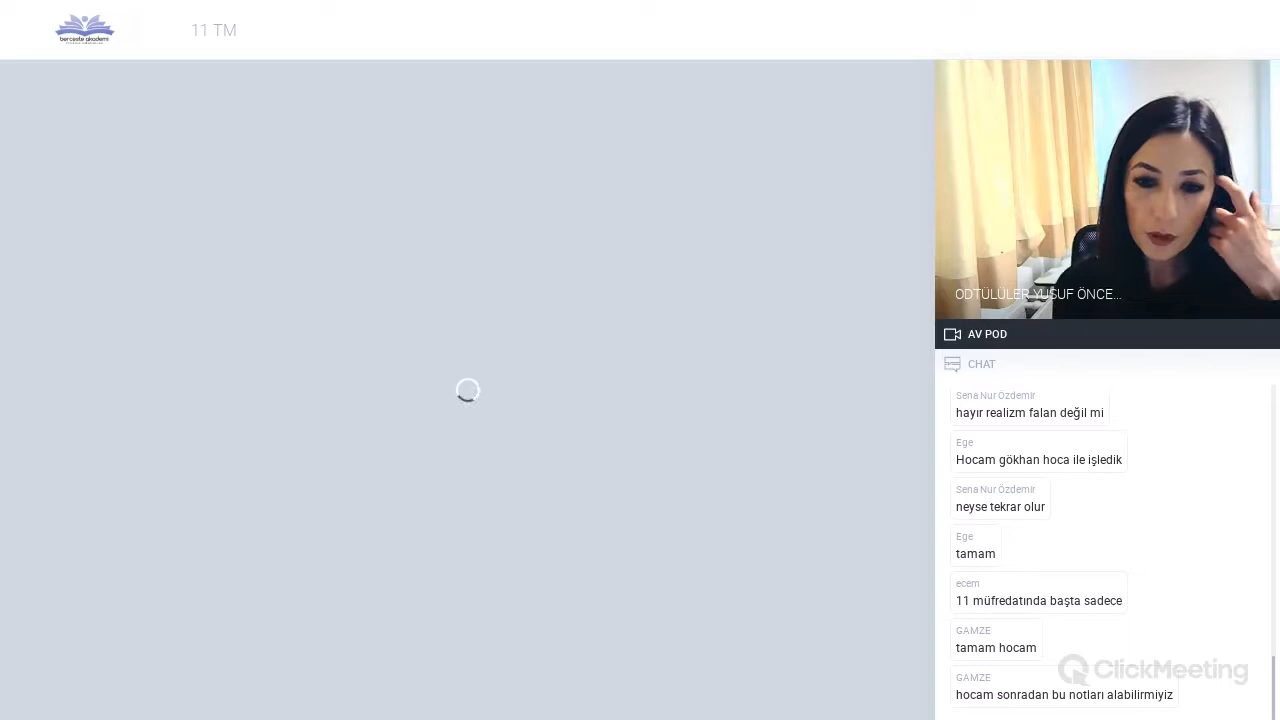 berceste akademi
11 TM
ODTÜLÜLER YUSUF ÖNCE...
AV POD
CHAT
Sena Nur Özdemir
hayır realizm falan değil mi
Ege
Hocam gökhan hoca ile işledik
Sena Nur Özdemir
neyse tekrar olur
Ege
tamam
ecem
11 müfredatında başta sadece
GAMZE
tamam hocam
GAMZE
hocam sonradan bu notları alabilirmiyiz
ClickMeeting